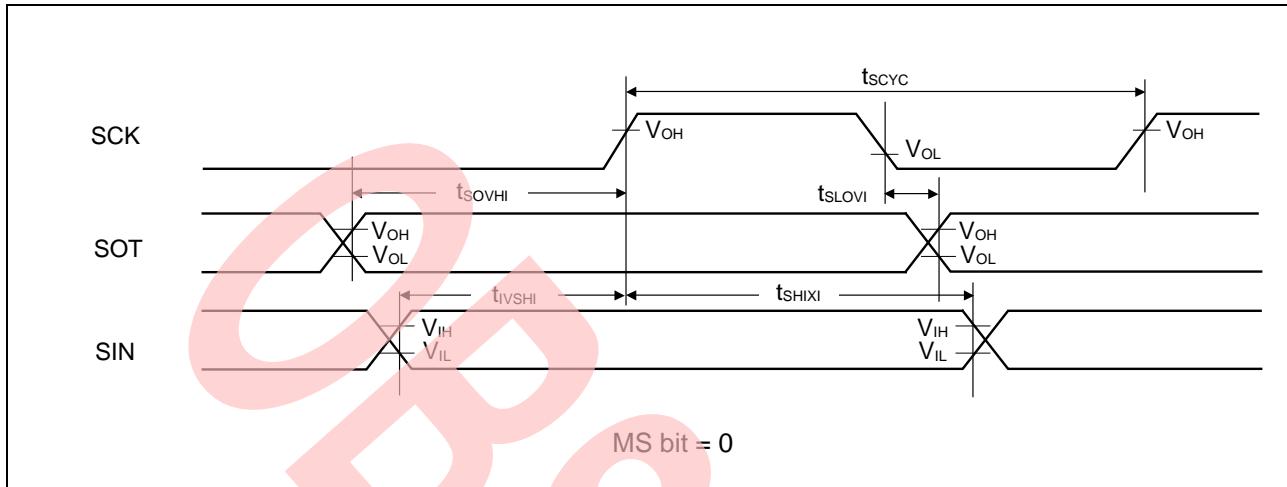 tSCYC
SCK
VOH
VOL
VOH
tSOVHI
tSLOVI
SOT
VOH
VOL
VOH
VOL
tIVSHI
tSHIXI
SIN
VIH
VIL
VIH
VIL
MS bit = 0